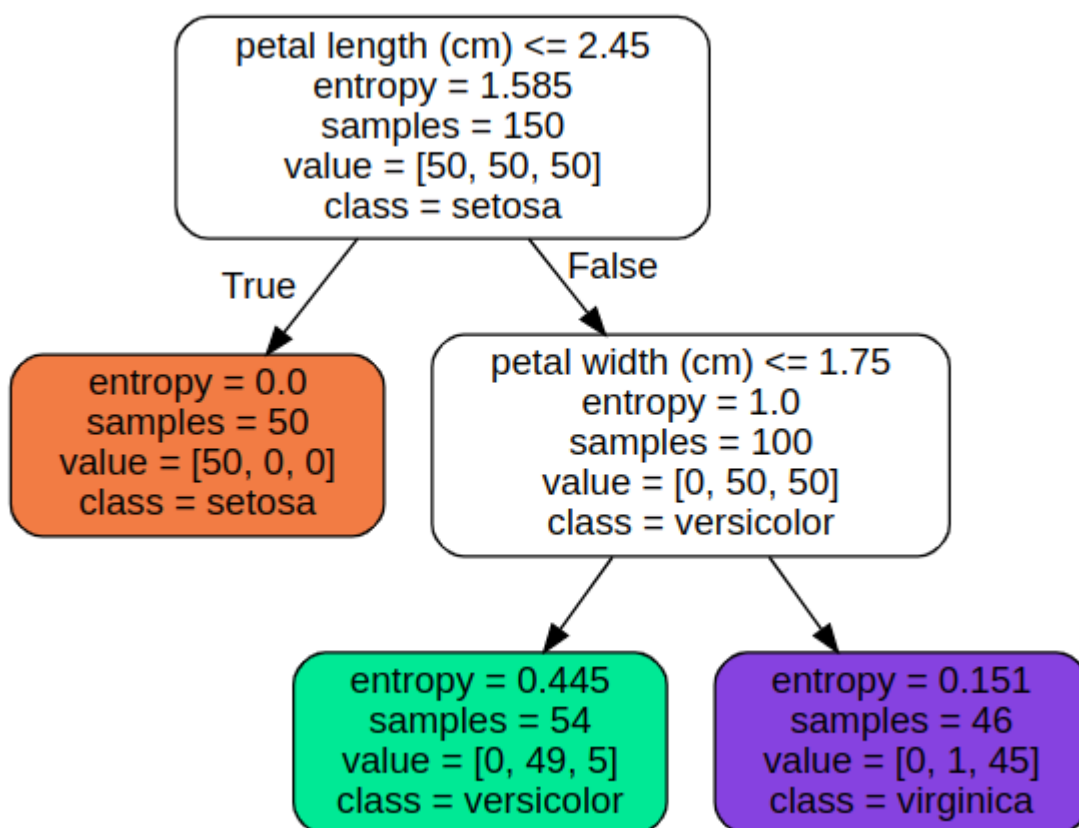 petal length (cm) <= 2.45
entropy = 1.585
samples = 150
value = [50, 50, 50]
class = setosa
True
False
entropy = 0.0
samples = 50
value = [50, 0, 0]
class = setosa
petal width (cm) <= 1.75
entropy = 1.0
samples = 100
value = [0, 50, 50]
class = versicolor
entropy = 0.445
samples = 54
value = [0, 49, 5]
class = versicolor
entropy = 0.151
samples = 46
value = [0, 1, 45]
class = virginica